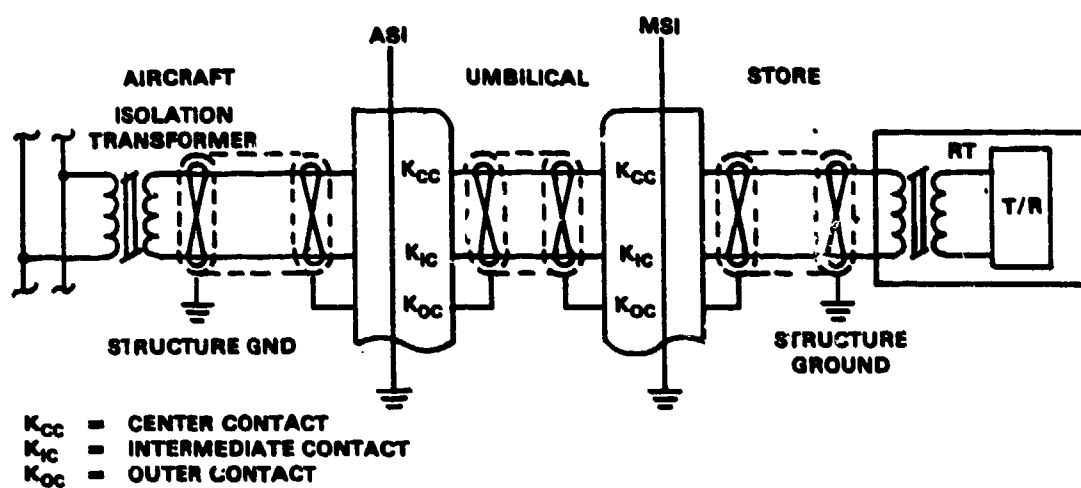 ASI
MSI
AIRCRAFT
UMBILICAL
STORE
ISOLATION
TRANSFORMER
RT
T/R
KCC
KCC
KIC
KIC
KOC
KOC
STRUCTURE GND
STRUCTURE
GROUND
KCC = CENTER CONTACT
KIC = INTERMEDIATE CONTACT
KOC = OUTER CONTACT